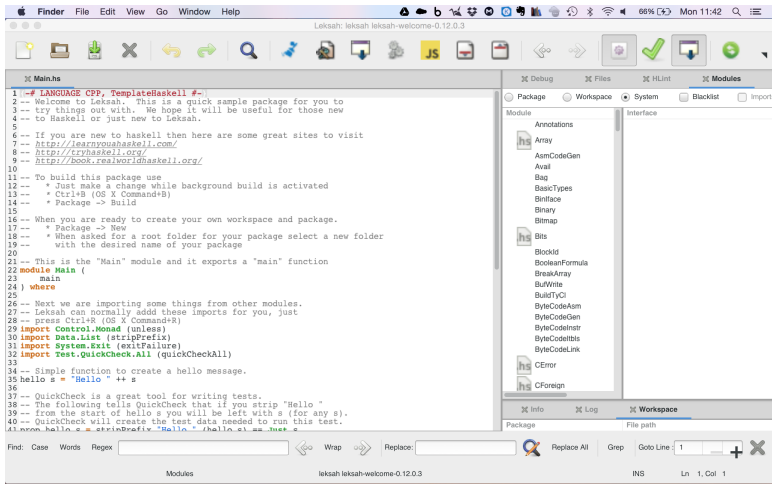 Finder File Edit View Go Window Help 66% Mon 11:42
Leksah: leksah leksah-welcome-0.12.0.3
JS
Main.hs
Debug Files HLint Modules
Package Workspace System Blacklist Import
Module Interface
1 {-# LANGUAGE CPP, TemplateHaskell #-}
2 -- Welcome to Leksah. This is a quick sample package for you to
3 -- try things out with. We hope it will be useful for those new
4 -- to Haskell or just new to Leksah.
5
6 -- If you are new to haskell then here are some great sites to visit
7 -- http://learnyouahaskell.com/
8 -- http://tryhaskell.org/
9 -- http://book.realworldhaskell.org/
10
11 -- To build this package use
12 -- * Just make a change while background build is activated
13 -- * Ctrl+B (OS X Command+B)
14 -- * Package -> Build
15
16 -- When you are ready to create your own workspace and package.
17 -- * Package -> New
18 -- * When asked for a root folder for your package select a new folder
19 -- with the desired name of your package
20
21 -- This is the "Main" module and it exports a "main" function
22 module Main (
23 main
24 ) where
25
26 -- Next we are importing some things from other modules.
27 -- Leksah can normally addd these imports for you, just
28 -- press Ctrl+R (OS X Command+R)
29 import Control.Monad (unless)
30 import Data.List (stripPrefix)
31 import System.Exit (exitFailure)
32 import Test.QuickCheck.All (quickCheckAll)
33
34 -- Simple function to create a hello message.
35 hello s = "Hello " ++ s
36
37 -- QuickCheck is a great tool for writing tests.
38 -- The following tells QuickCheck that if you strip "Hello "
39 -- from the start of hello s you will be left with s (for any s).
40 -- QuickCheck will create the test data needed to run this test.
41 prop_hello s = stripPrefix "Hello " (hello s) == Just s
Annotations
hs Array
AsmCodeGen
Avail
Bag
BasicTypes
BinIface
Binary
Bitmap
hs Bits
BlockId
BooleanFormula
BreakArray
BufWrite
BuildTyCl
ByteCodeAsm
ByteCodeGen
ByteCodeInstr
ByteCodeItbls
ByteCodeLink
hs CError
hs CForeign
Info Log Workspace
Package File path
Find: Case Words Regex Wrap Replace: Replace All Grep Goto Line : 1
Modules leksah leksah-welcome-0.12.0.3 INS Ln 1, Col 1